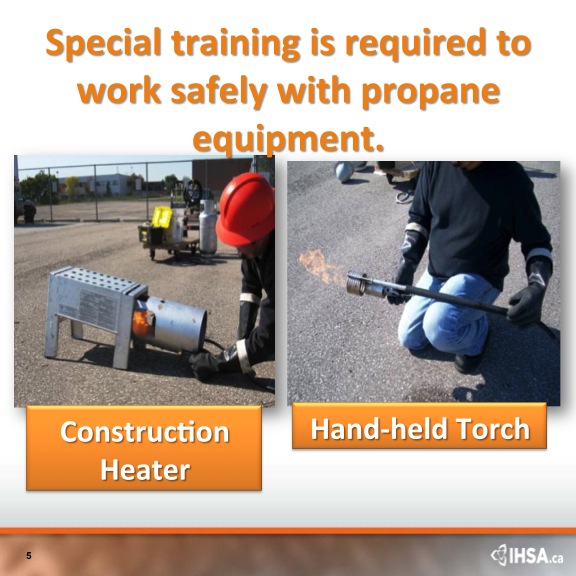 Special training is required to
work safely with propane
equipment.
Construction
Heater
Hand-held Torch
5
IHSA.ca